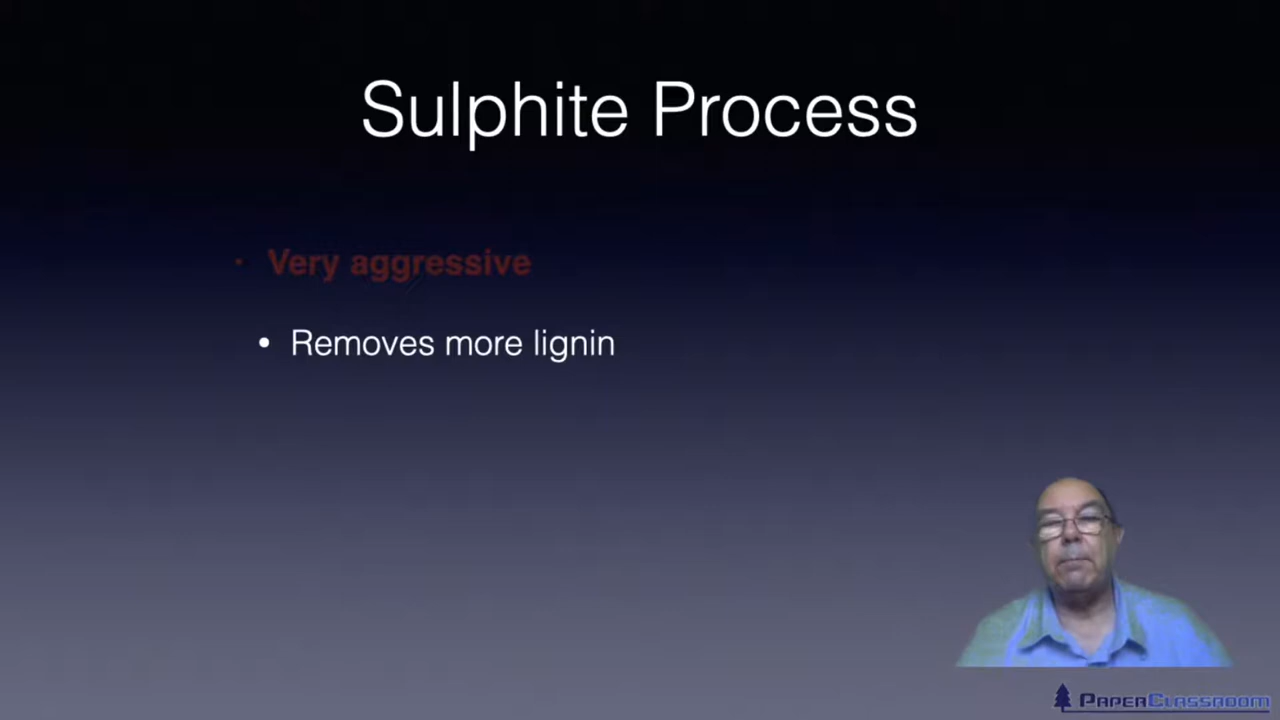 Sulphite Process
• Very aggressive
• Removes more lignin
PaperClassroom